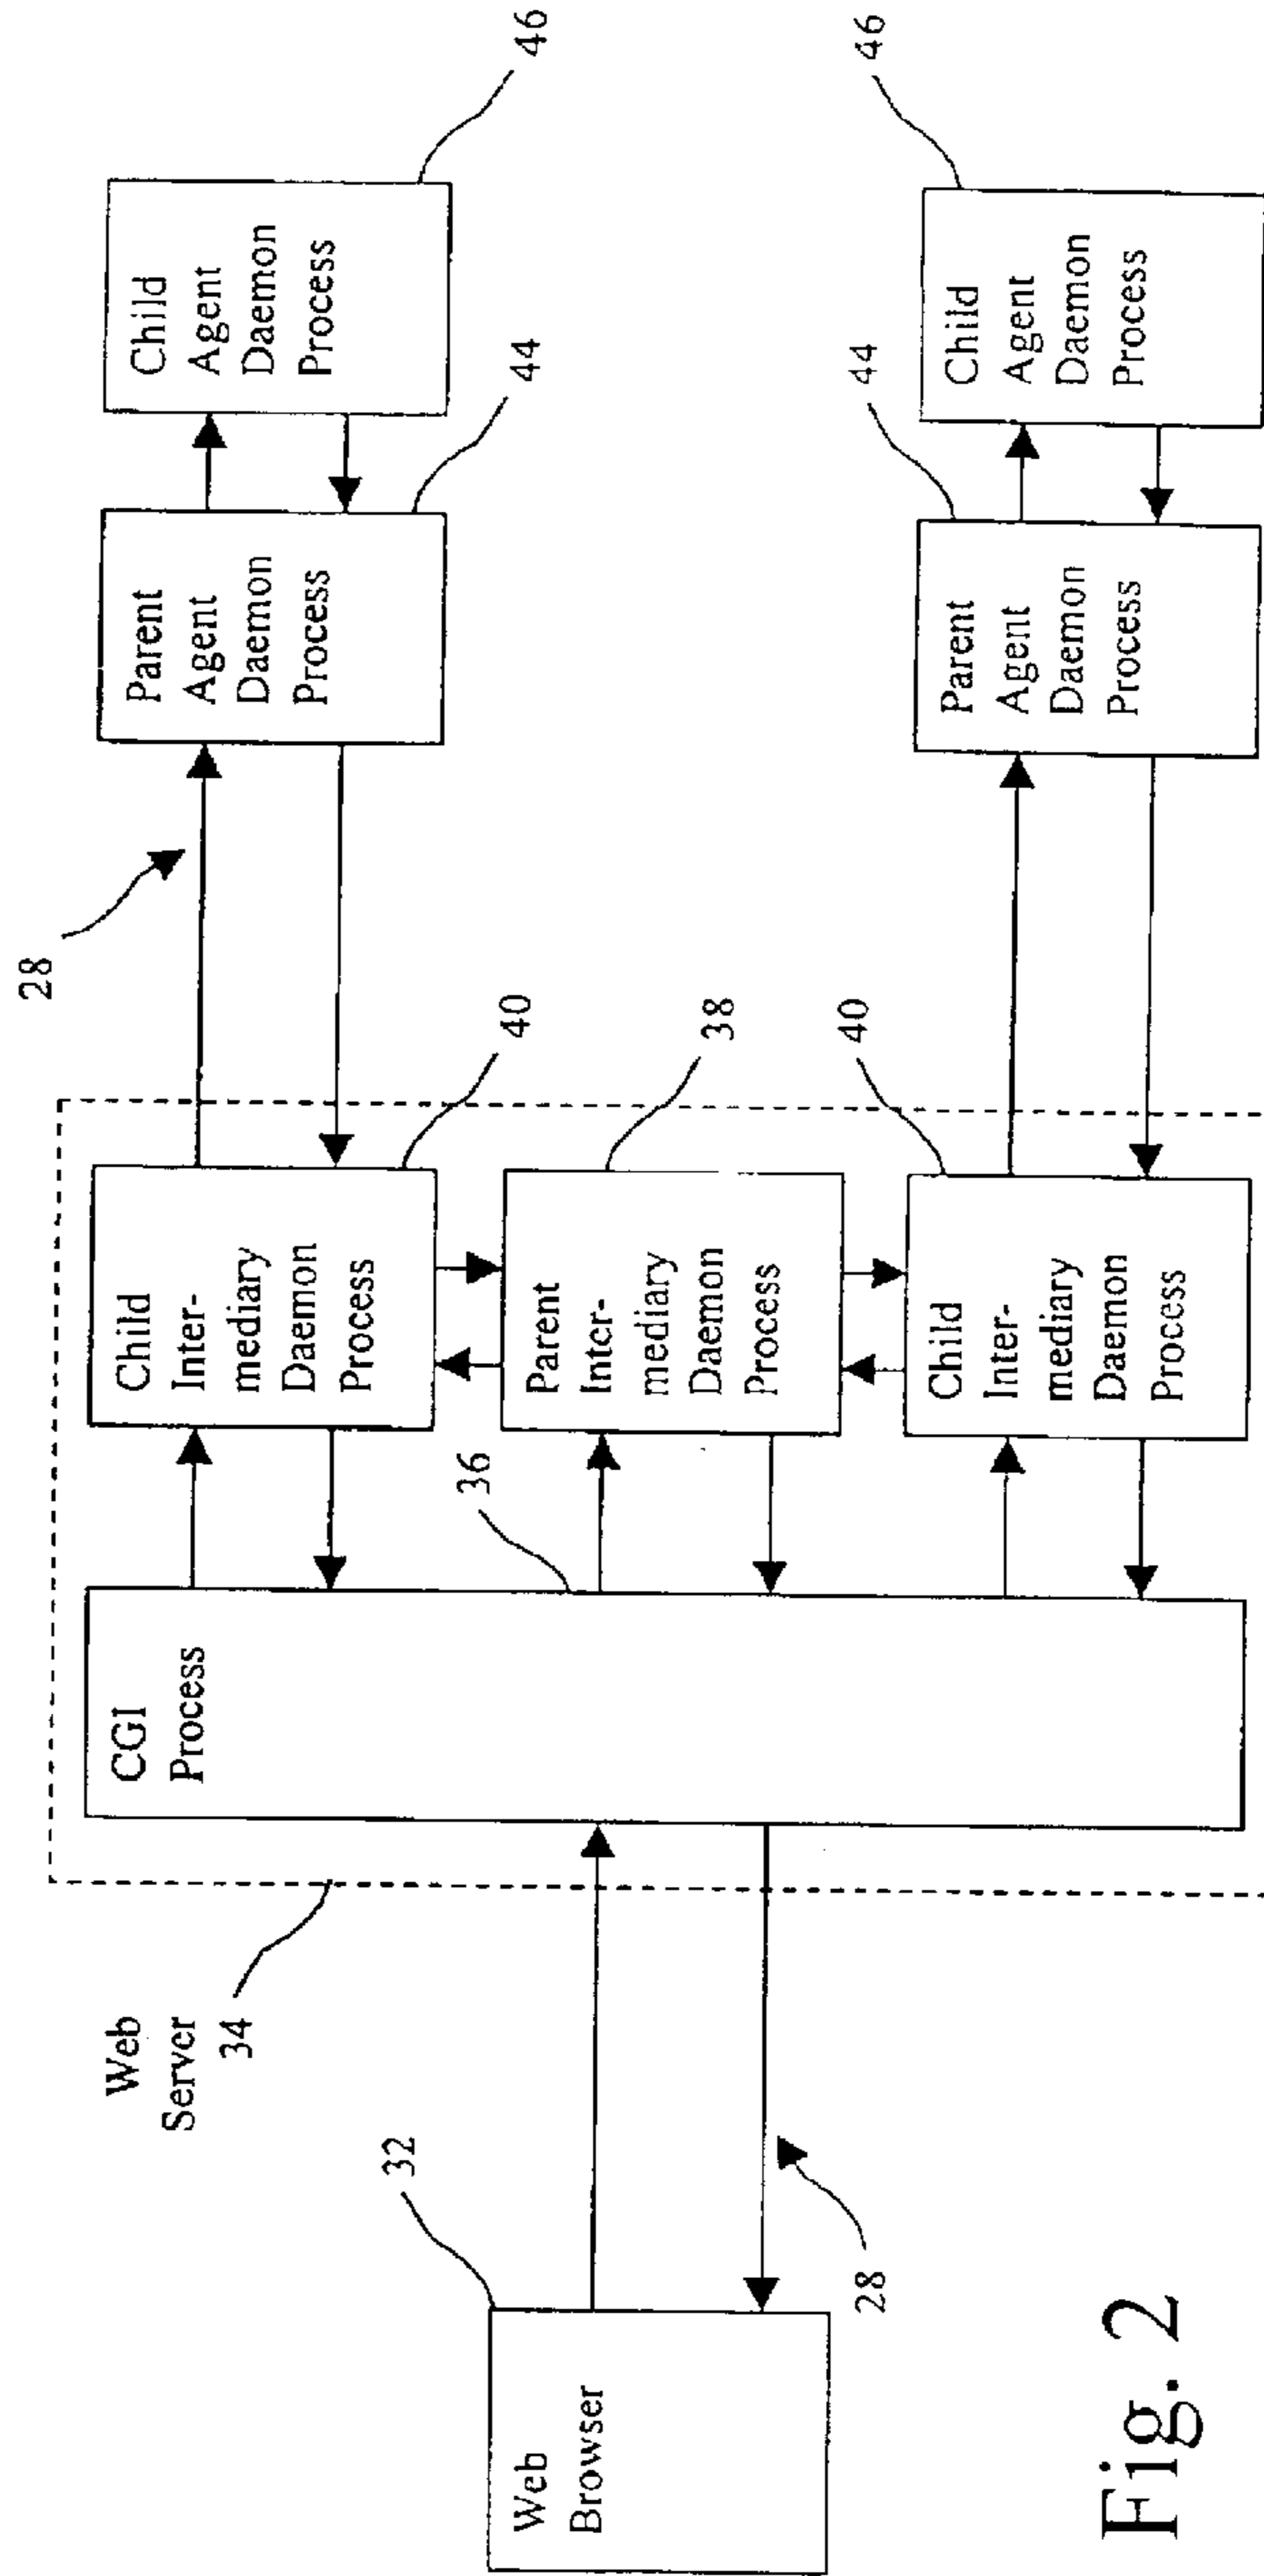 Web
Browser
32
28
Web
Server
34
CGI
Process
36
Child
Inter-
mediary
Daemon
Process
40
Parent
Inter-
mediary
Daemon
Process
38
Child
Inter-
mediary
Daemon
Process
40
28
Parent
Agent
Daemon
Process
44
Child
Agent
Daemon
Process
46
Parent
Agent
Daemon
Process
44
Child
Agent
Daemon
Process
46
Fig. 2